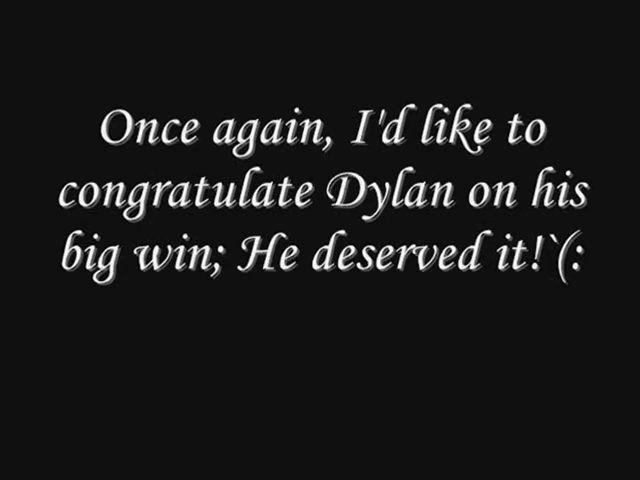 Once again, I'd like to
congratulate Dylan on his
big win; He deserved it!`(: